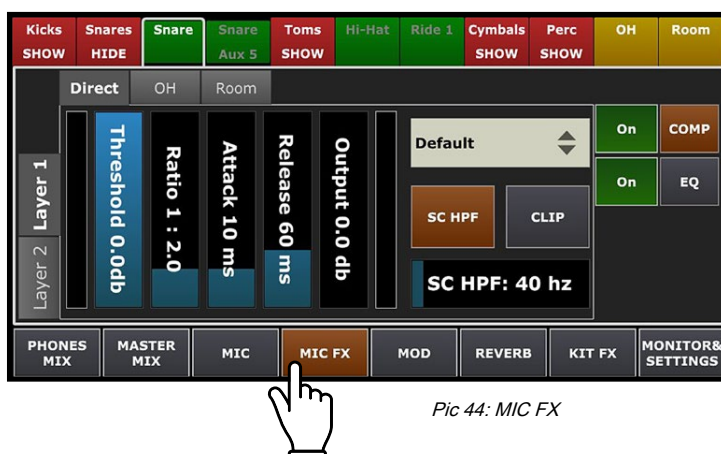 Kicks Snares Snare Snare Toms Hi-Hat Ride 1 Cymbals Perc OH Room
SHOW HIDE Aux 5 SHOW SHOW SHOW
Direct OH Room
Layer 1
Layer 2
Threshold 0.0db
Ratio 1 : 2.0
Attack 10 ms
Release 60 ms
Output 0.0 db
Default
SC HPF CLIP
SC HPF: 40 hz
On COMP
On EQ
PHONES MIX
MASTER MIX
MIC
MIC FX
MOD
REVERB
KIT FX
MONITOR&
SETTINGS
Pic 44: MIC FX